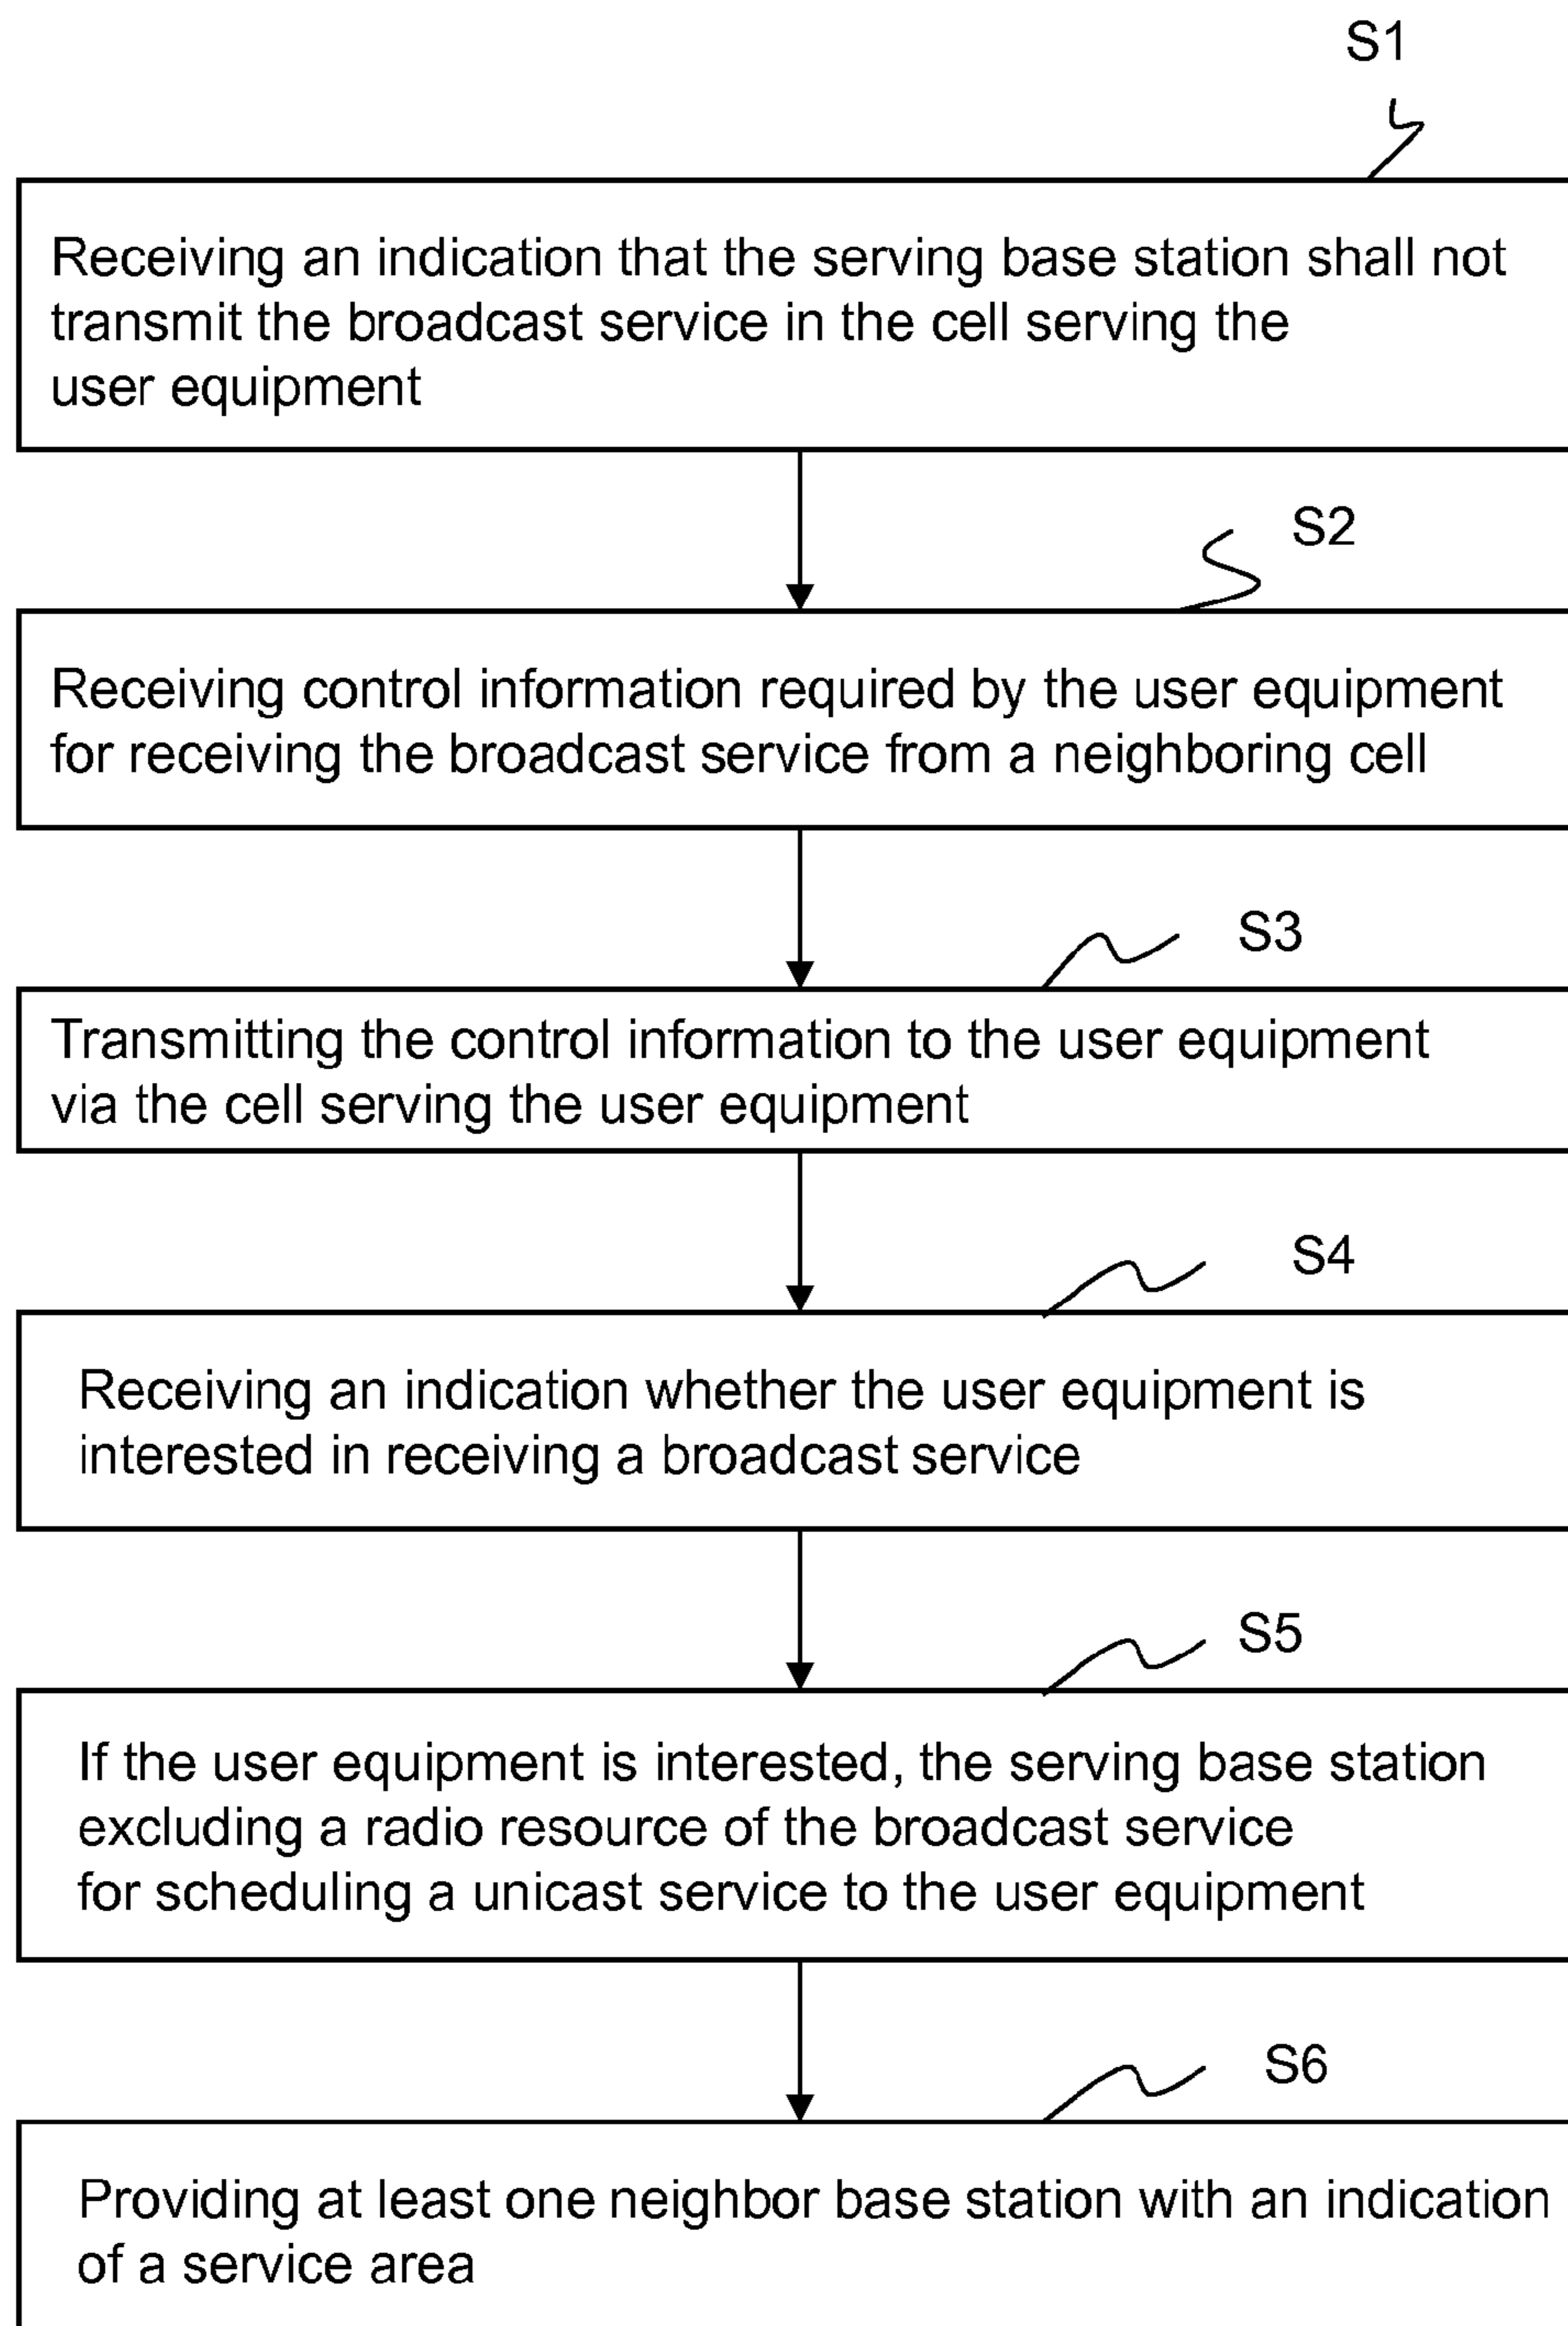 S1
Receiving an indication that the serving base station shall not
transmit the broadcast service in the cell serving the
user equipment
S2
Receiving control information required by the user equipment
for receiving the broadcast service from a neighboring cell
S3
Transmitting the control information to the user equipment
via the cell serving the user equipment
S4
Receiving an indication whether the user equipment is
interested in receiving a broadcast service
S5
If the user equipment is interested, the serving base station
excluding a radio resource of the broadcast service
for scheduling a unicast service to the user equipment
S6
Providing at least one neighbor base station with an indication
of a service area